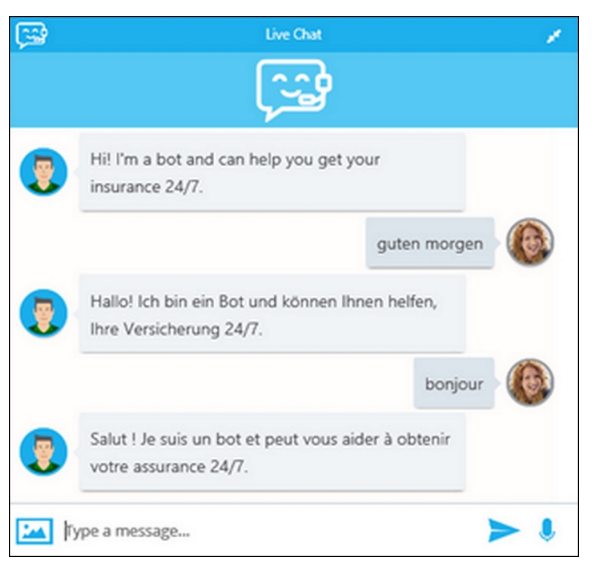 Live Chat
Hi! I'm a bot and can help you get your
insurance 24/7.
guten morgen
Hallo! Ich bin ein Bot und können Ihnen helfen,
Ihre Versicherung 24/7.
bonjour
Salut ! Je suis un bot et peut vous aider à obtenir
votre assurance 24/7.
Type a message...